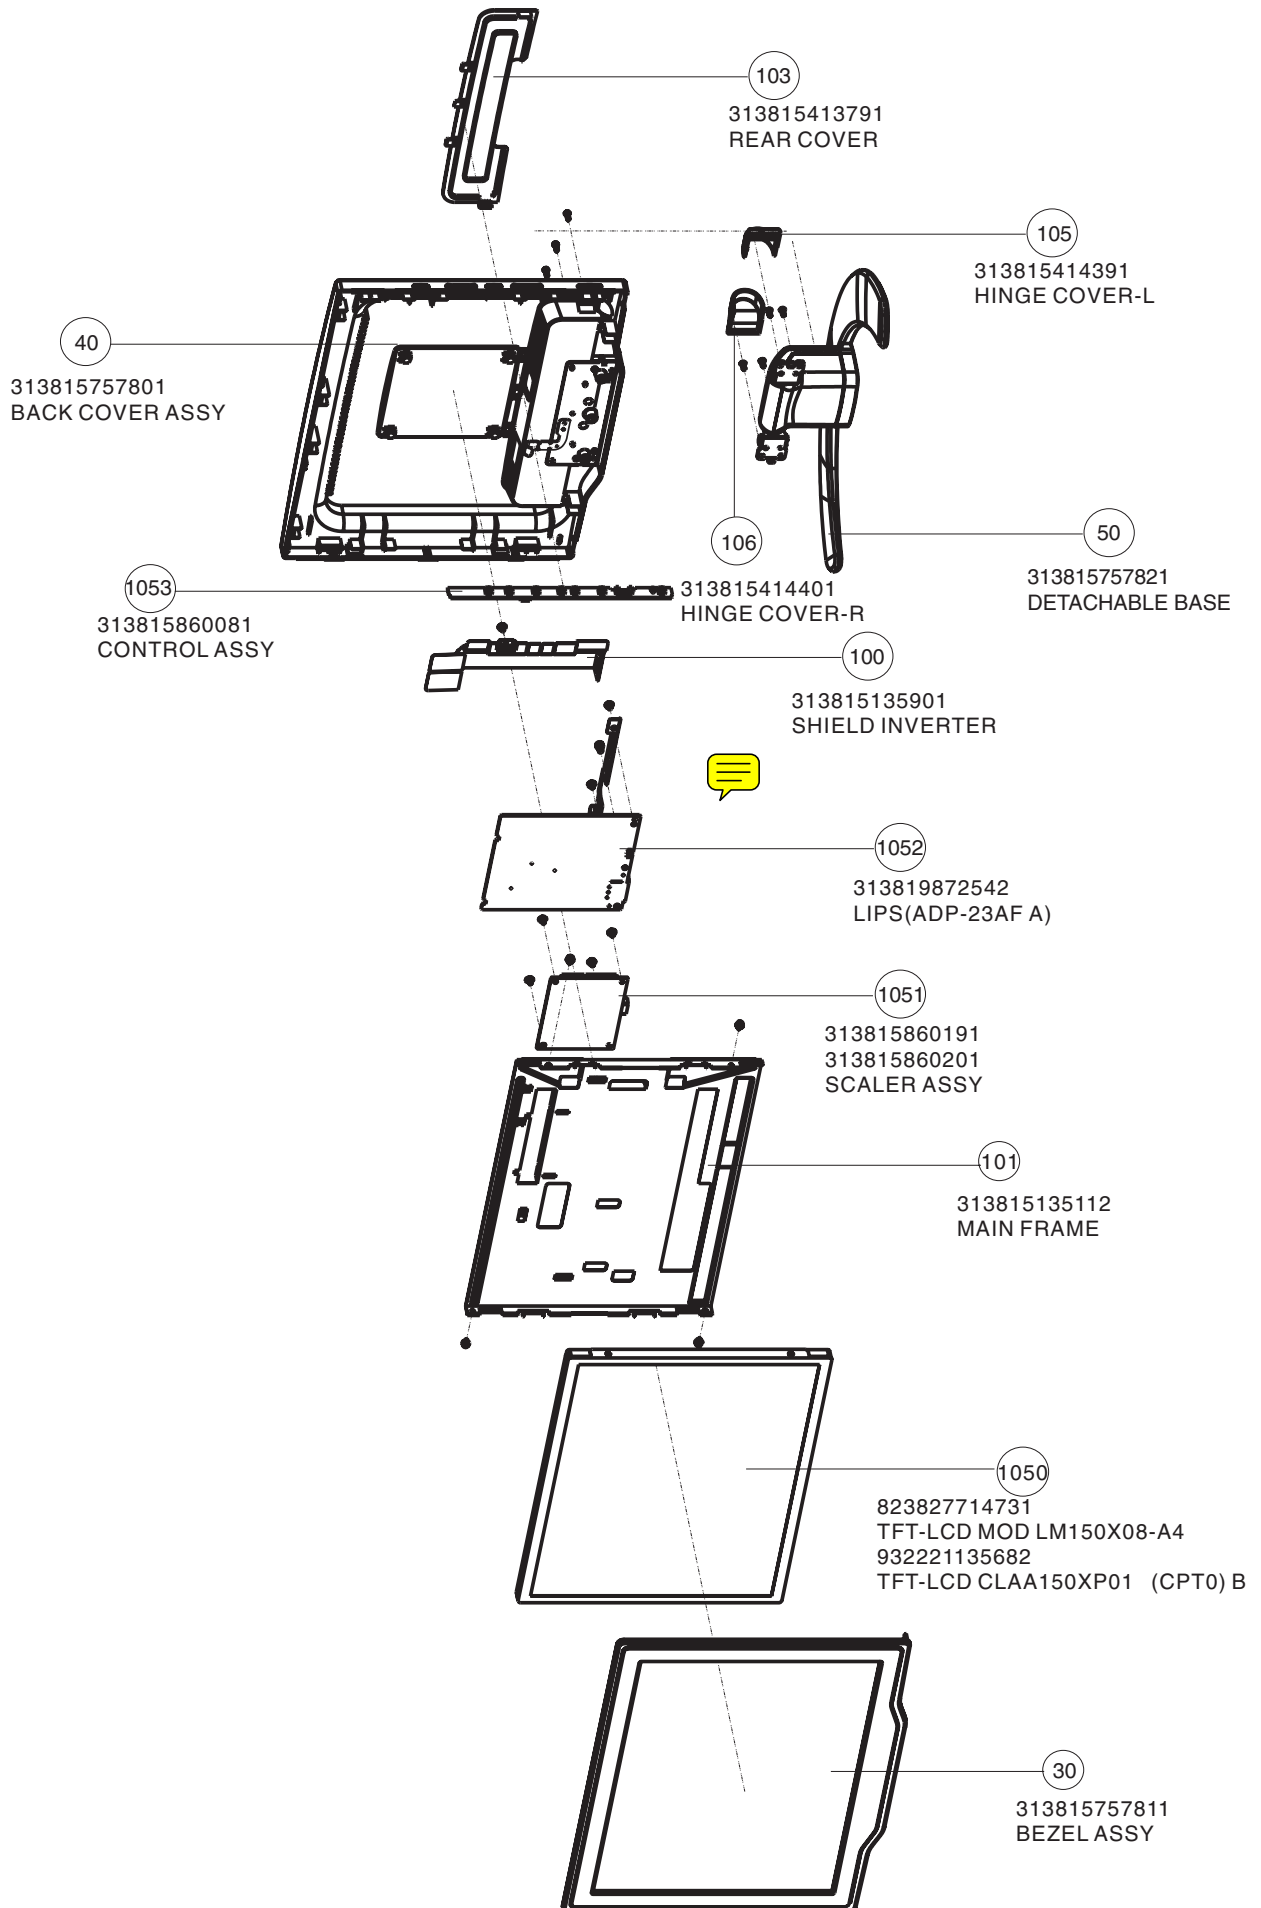 103
313815413791
REAR COVER
105
313815414391
HINGE COVER-L
40
313815757801
BACK COVER ASSY
106
313815414401
HINGE COVER-R
50
313815757821
DETACHABLE BASE
1053
313815860081
CONTROL ASSY
100
313815135901
SHIELD INVERTER
1052
313819872542
LIPS(ADP-23AF A)
1051
313815860191
313815860201
SCALER ASSY
101
313815135112
MAIN FRAME
1050
823827714731
TFT-LCD MOD LM150X08-A4
932221135682
TFT-LCD CLAA150XP01 (CPT0) B
30
313815757811
BEZEL ASSY